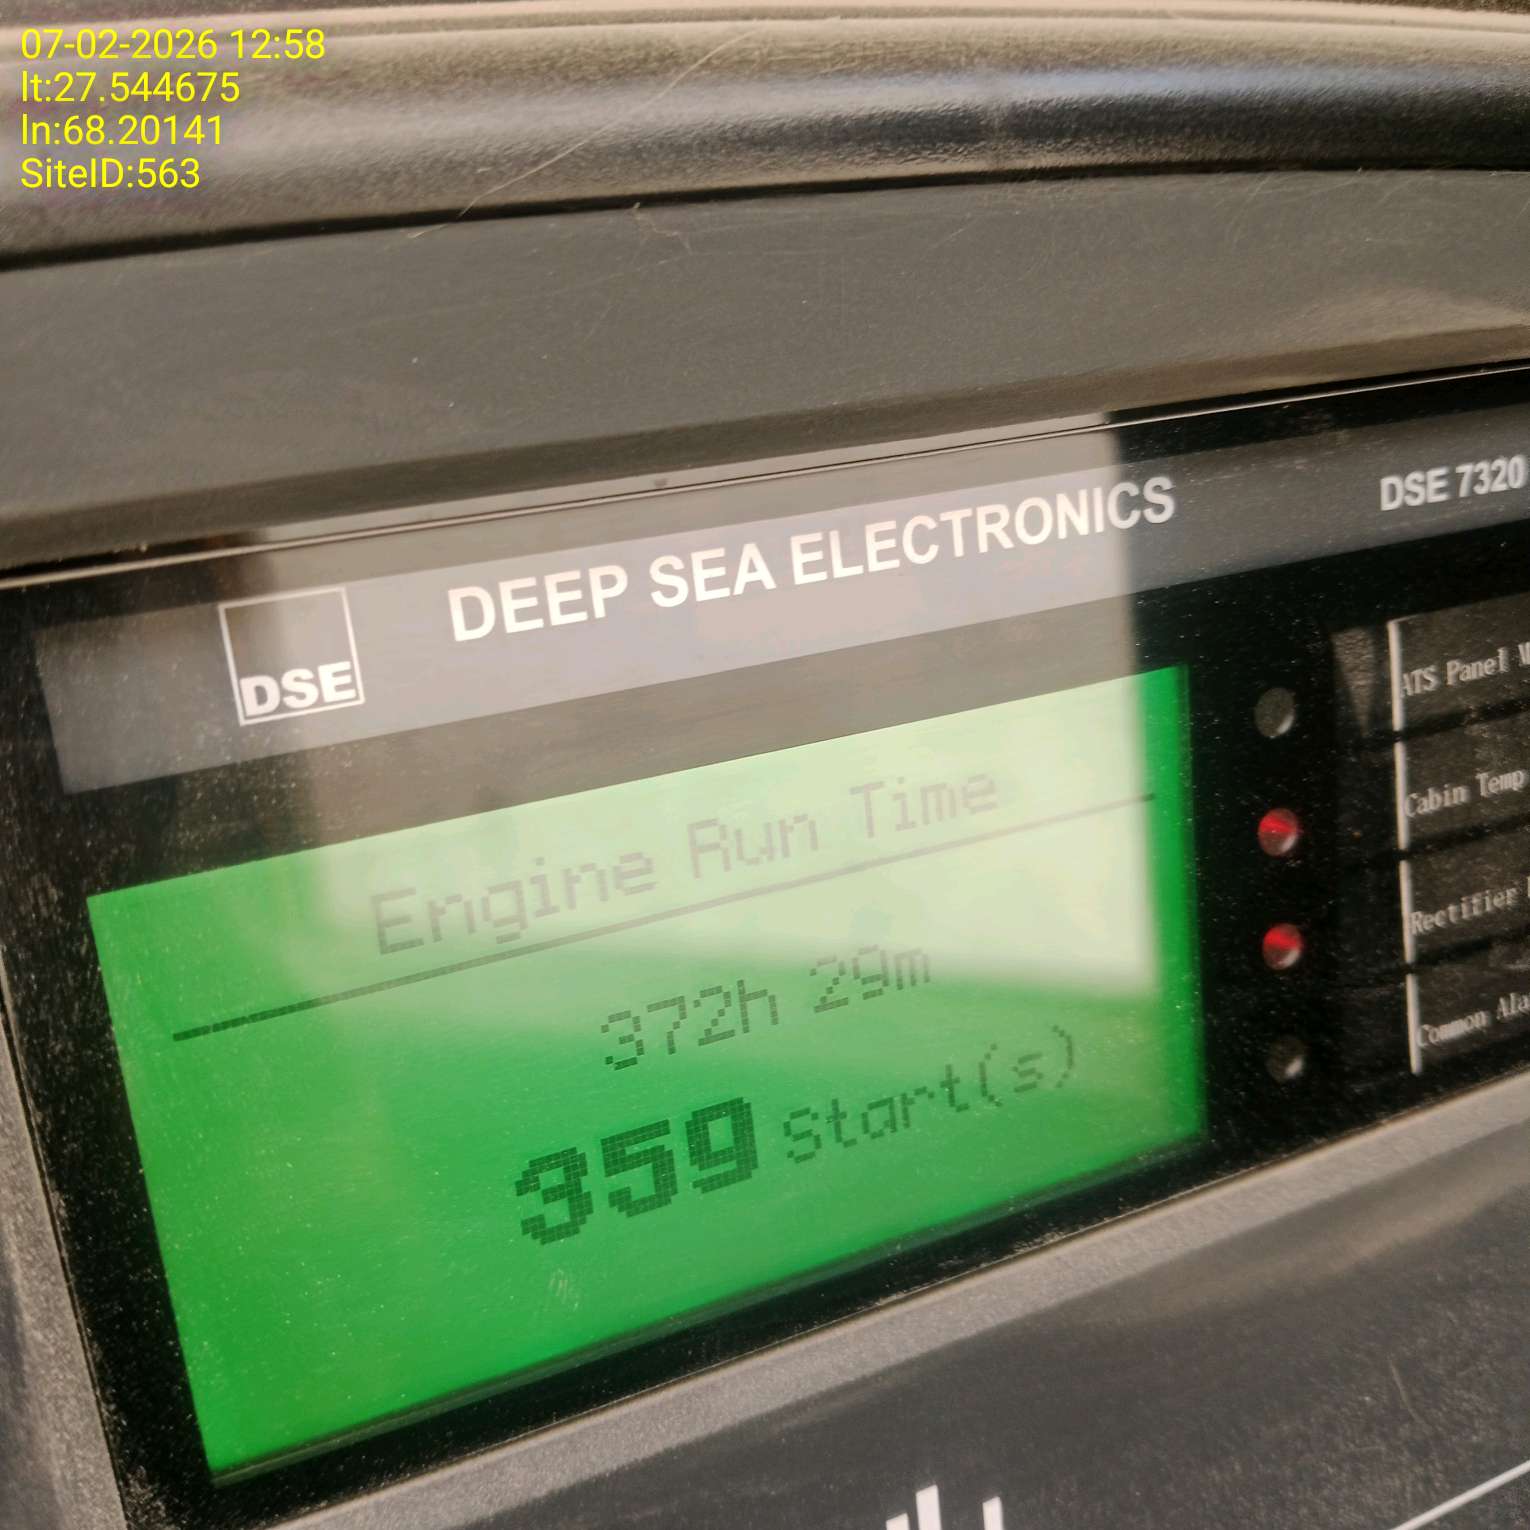 07-02-2026 12:58
lt:27.544675
ln:68.20141
SiteID:563
DSE
DEEP SEA ELECTRONICS
DSE 7320
Engine Run Time
372h 29m
359 Start(s)
ATS Panel
Cabin Temp
Rectifier
Common